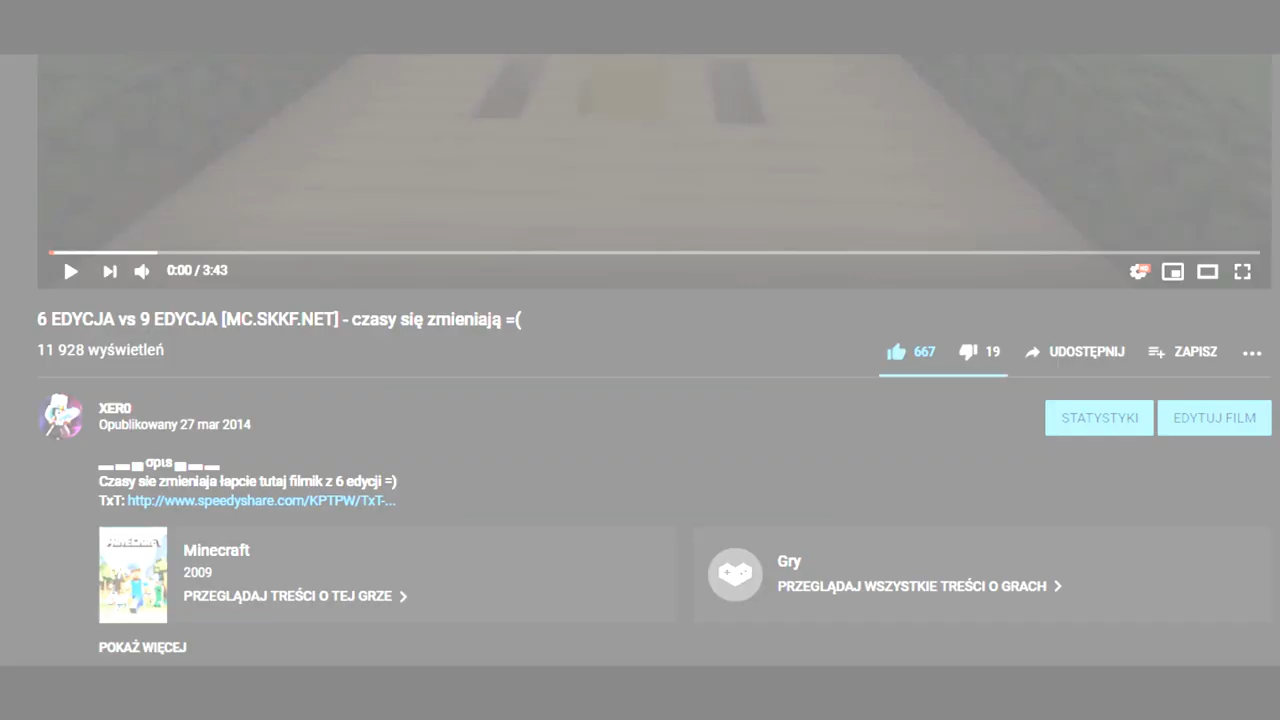 0:00 / 3:43
6 EDYCJA vs 9 EDYCJA [MC.SKKF.NET] - czasy się zmieniają =(
11 928 wyświetleń
667 19 UDOSTĘPNIJ ZAPISZ
XER0
Opublikowany 27 mar 2014
STATYSTYKI EDYTUJ FILM
▬ ▬ ▄ σpιs ▄ ▬ ▬
Czasy sie zmieniaja łapcie tutaj filmik z 6 edycji =)
TxT: http://www.speedyshare.com/KPTPW/TxT-...
MINECRAFT
Minecraft
2009
PRZEGLĄDAJ TREŚCI O TEJ GRZE
Gry
PRZEGLĄDAJ WSZYSTKIE TREŚCI O GRACH
POKAŻ WIĘCEJ